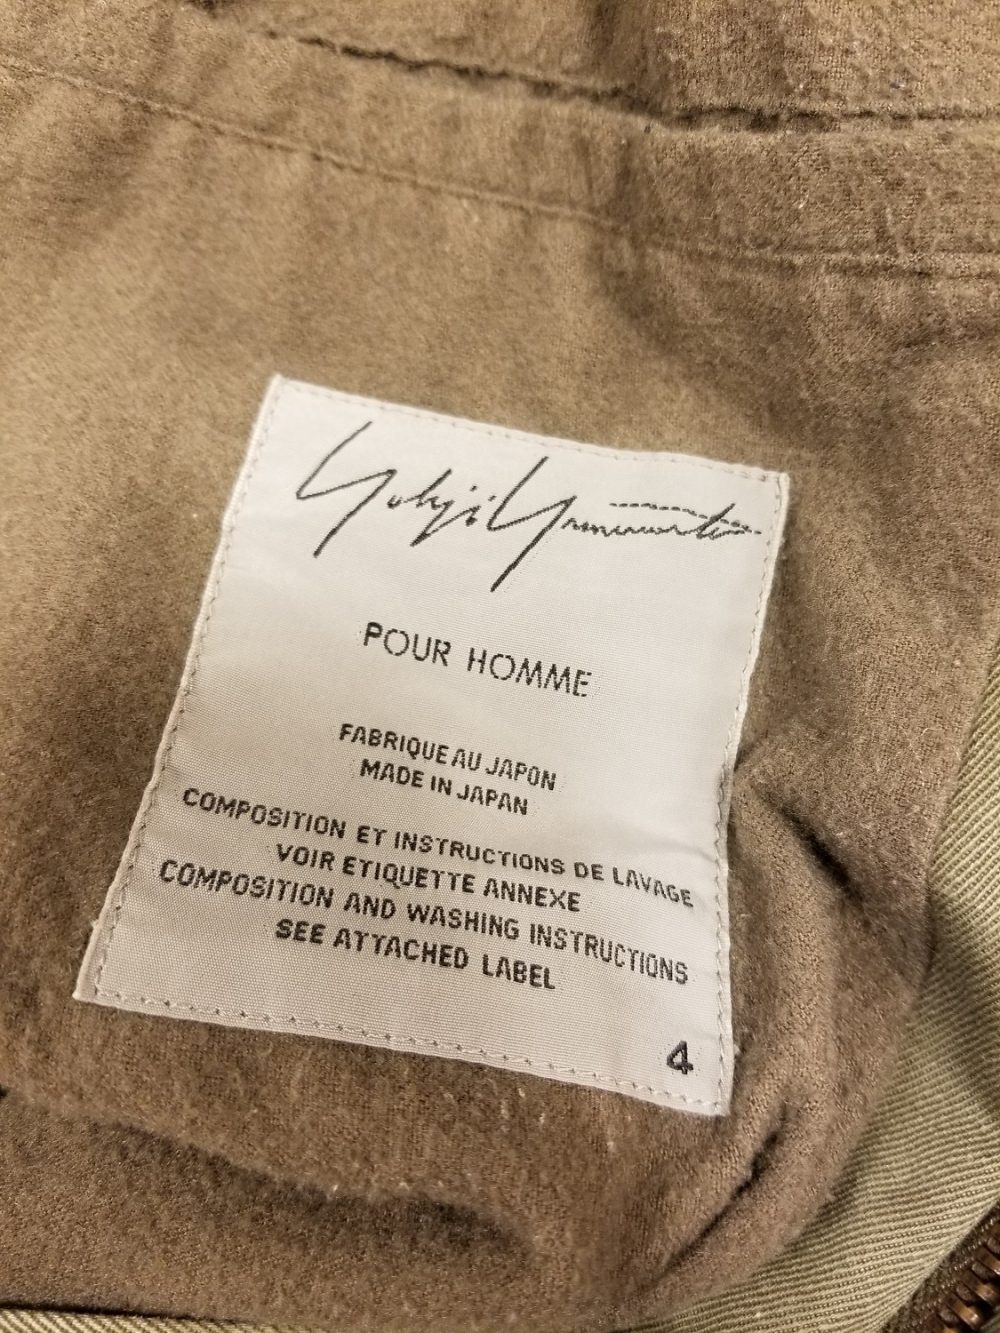 Yohji Yamamoto
POUR HOMME
FABRIQUE AU JAPON
MADE IN JAPAN
COMPOSITION ET INSTRUCTIONS DE LAVAGE
VOIR ETIQUETTE ANNEXE
COMPOSITION AND WASHING INSTRUCTIONS
SEE ATTACHED LABEL
4